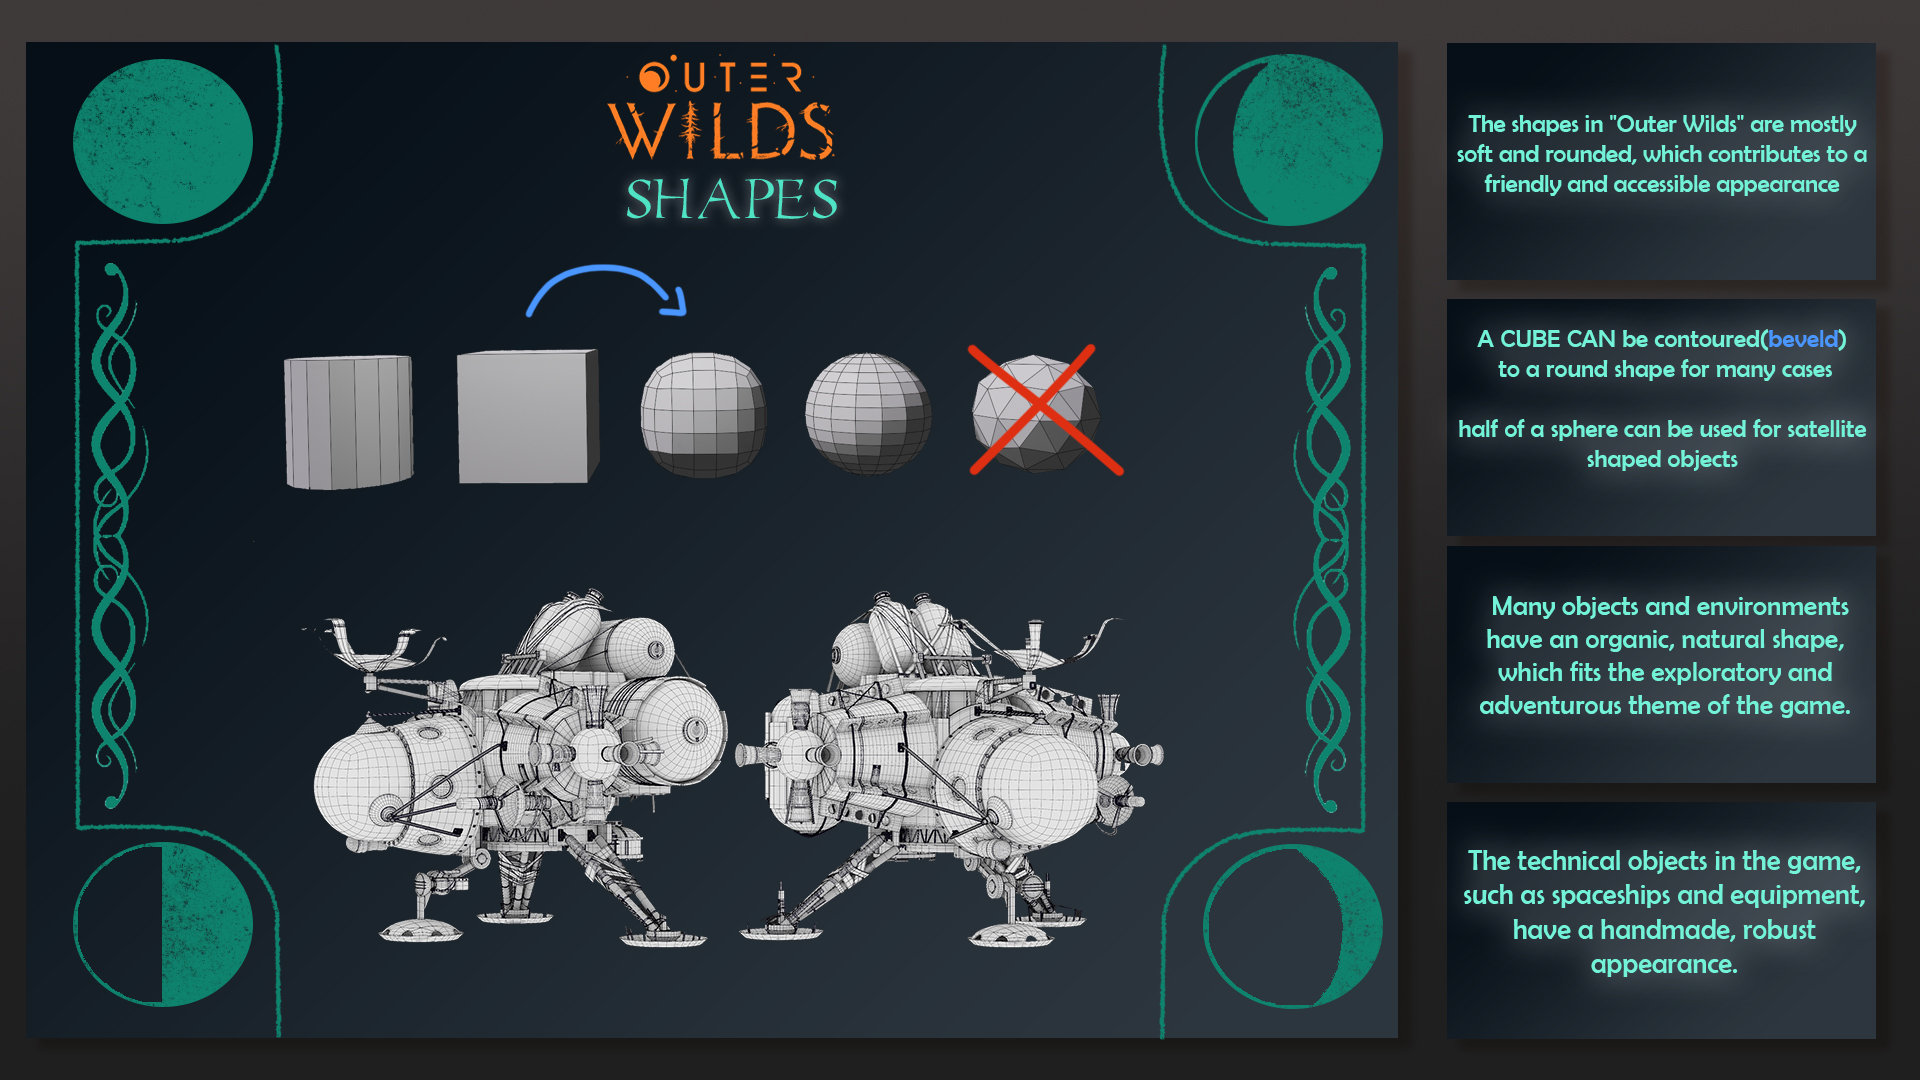 OUTER
WILDS
SHAPES
The shapes in "Outer Wilds" are mostly
soft and rounded, which contributes to a
friendly and accessible appearance
A CUBE CAN be contoured(beveld)
to a round shape for many cases
half of a sphere can be used for satellite
shaped objects
Many objects and environments
have an organic, natural shape,
which fits the exploratory and
adventurous theme of the game.
The technical objects in the game,
such as spaceships and equipment,
have a handmade, robust
appearance.